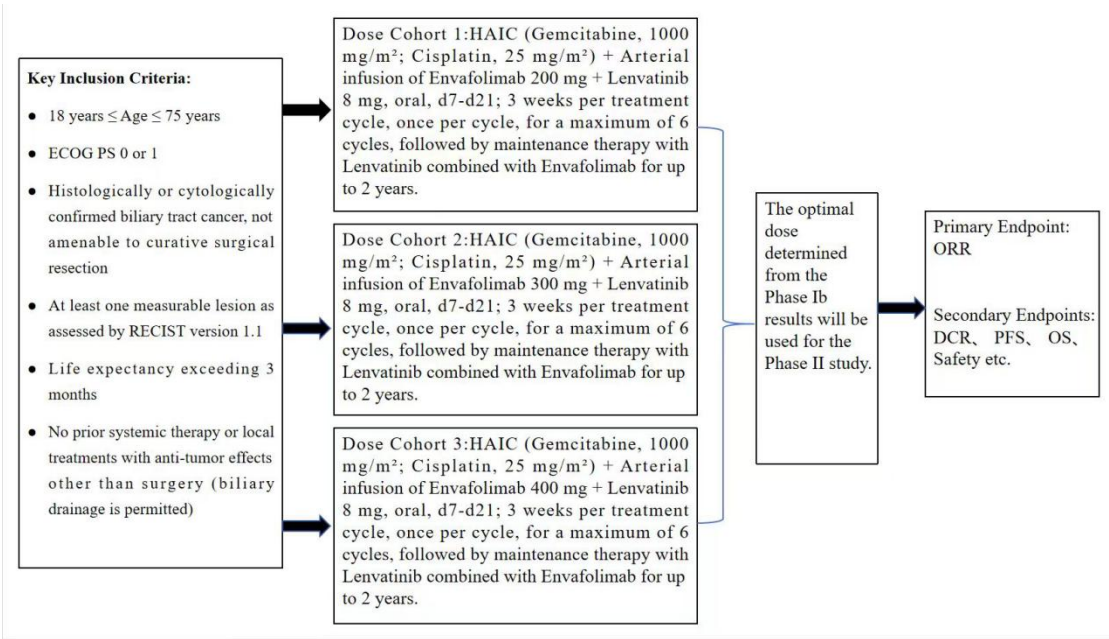 Key Inclusion Criteria:
● 18 years ≤ Age ≤ 75 years
● ECOG PS 0 or 1
● Histologically or cytologically
confirmed biliary tract cancer, not
amenable to curative surgical
resection
● At least one measurable lesion as
assessed by RECIST version 1.1
● Life expectancy exceeding 3
months
● No prior systemic therapy or local
treatments with anti-tumor effects
other than surgery (biliary
drainage is permitted)
Dose Cohort 1:HAIC (Gemcitabine, 1000
mg/m²; Cisplatin, 25 mg/m²) + Arterial
infusion of Envafolimab 200 mg + Lenvatinib
8 mg, oral, d7-d21; 3 weeks per treatment
cycle, once per cycle, for a maximum of 6
cycles, followed by maintenance therapy with
Lenvatinib combined with Envafolimab for up
to 2 years.
Dose Cohort 2:HAIC (Gemcitabine, 1000
mg/m²; Cisplatin, 25 mg/m²) + Arterial
infusion of Envafolimab 300 mg + Lenvatinib
8 mg, oral, d7-d21; 3 weeks per treatment
cycle, once per cycle, for a maximum of 6
cycles, followed by maintenance therapy with
Lenvatinib combined with Envafolimab for up
to 2 years.
Dose Cohort 3:HAIC (Gemcitabine, 1000
mg/m²; Cisplatin, 25 mg/m²) + Arterial
infusion of Envafolimab 400 mg + Lenvatinib
8 mg, oral, d7-d21; 3 weeks per treatment
cycle, once per cycle, for a maximum of 6
cycles, followed by maintenance therapy with
Lenvatinib combined with Envafolimab for up
to 2 years.
The optimal
dose
determined
from the
Phase Ib
results will be
used for the
Phase II study.
Primary Endpoint:
ORR
Secondary Endpoints:
DCR、 PFS、 OS、
Safety etc.